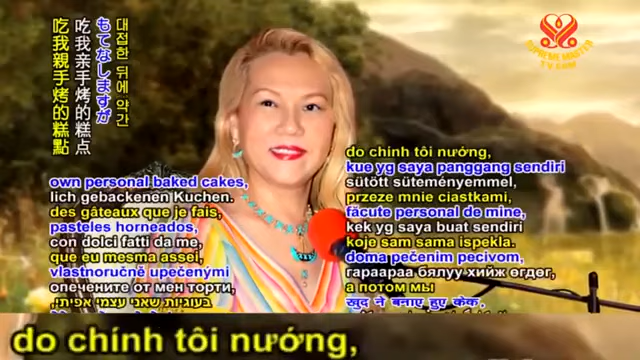 대접한 뒤에 약간
もてなしますが
吃我亲手烤的糕点
吃我親手烤的糕點
own personal baked cakes,
lich gebackenen Kuchen.
des gâteaux que je fais,
pasteles horneados,
con dolci fatti da me,
que eu mesma assei,
vlastnoručně upečenými
опечените от мен торти,
do chính tôi nướng,
kue yg saya panggang sendiri
sütött süteményemmel,
przeze mnie ciastkami,
făcute personal de mine,
kek yg saya buat sendiri
koje sam sama ispekla.
doma pečenim pecivom,
гараараа бялуу хийж өгдөг,
а потом мы
खुद ने बनाए हुए केक,
SUPREME MASTER
TV.COM
do chính tôi nướng,